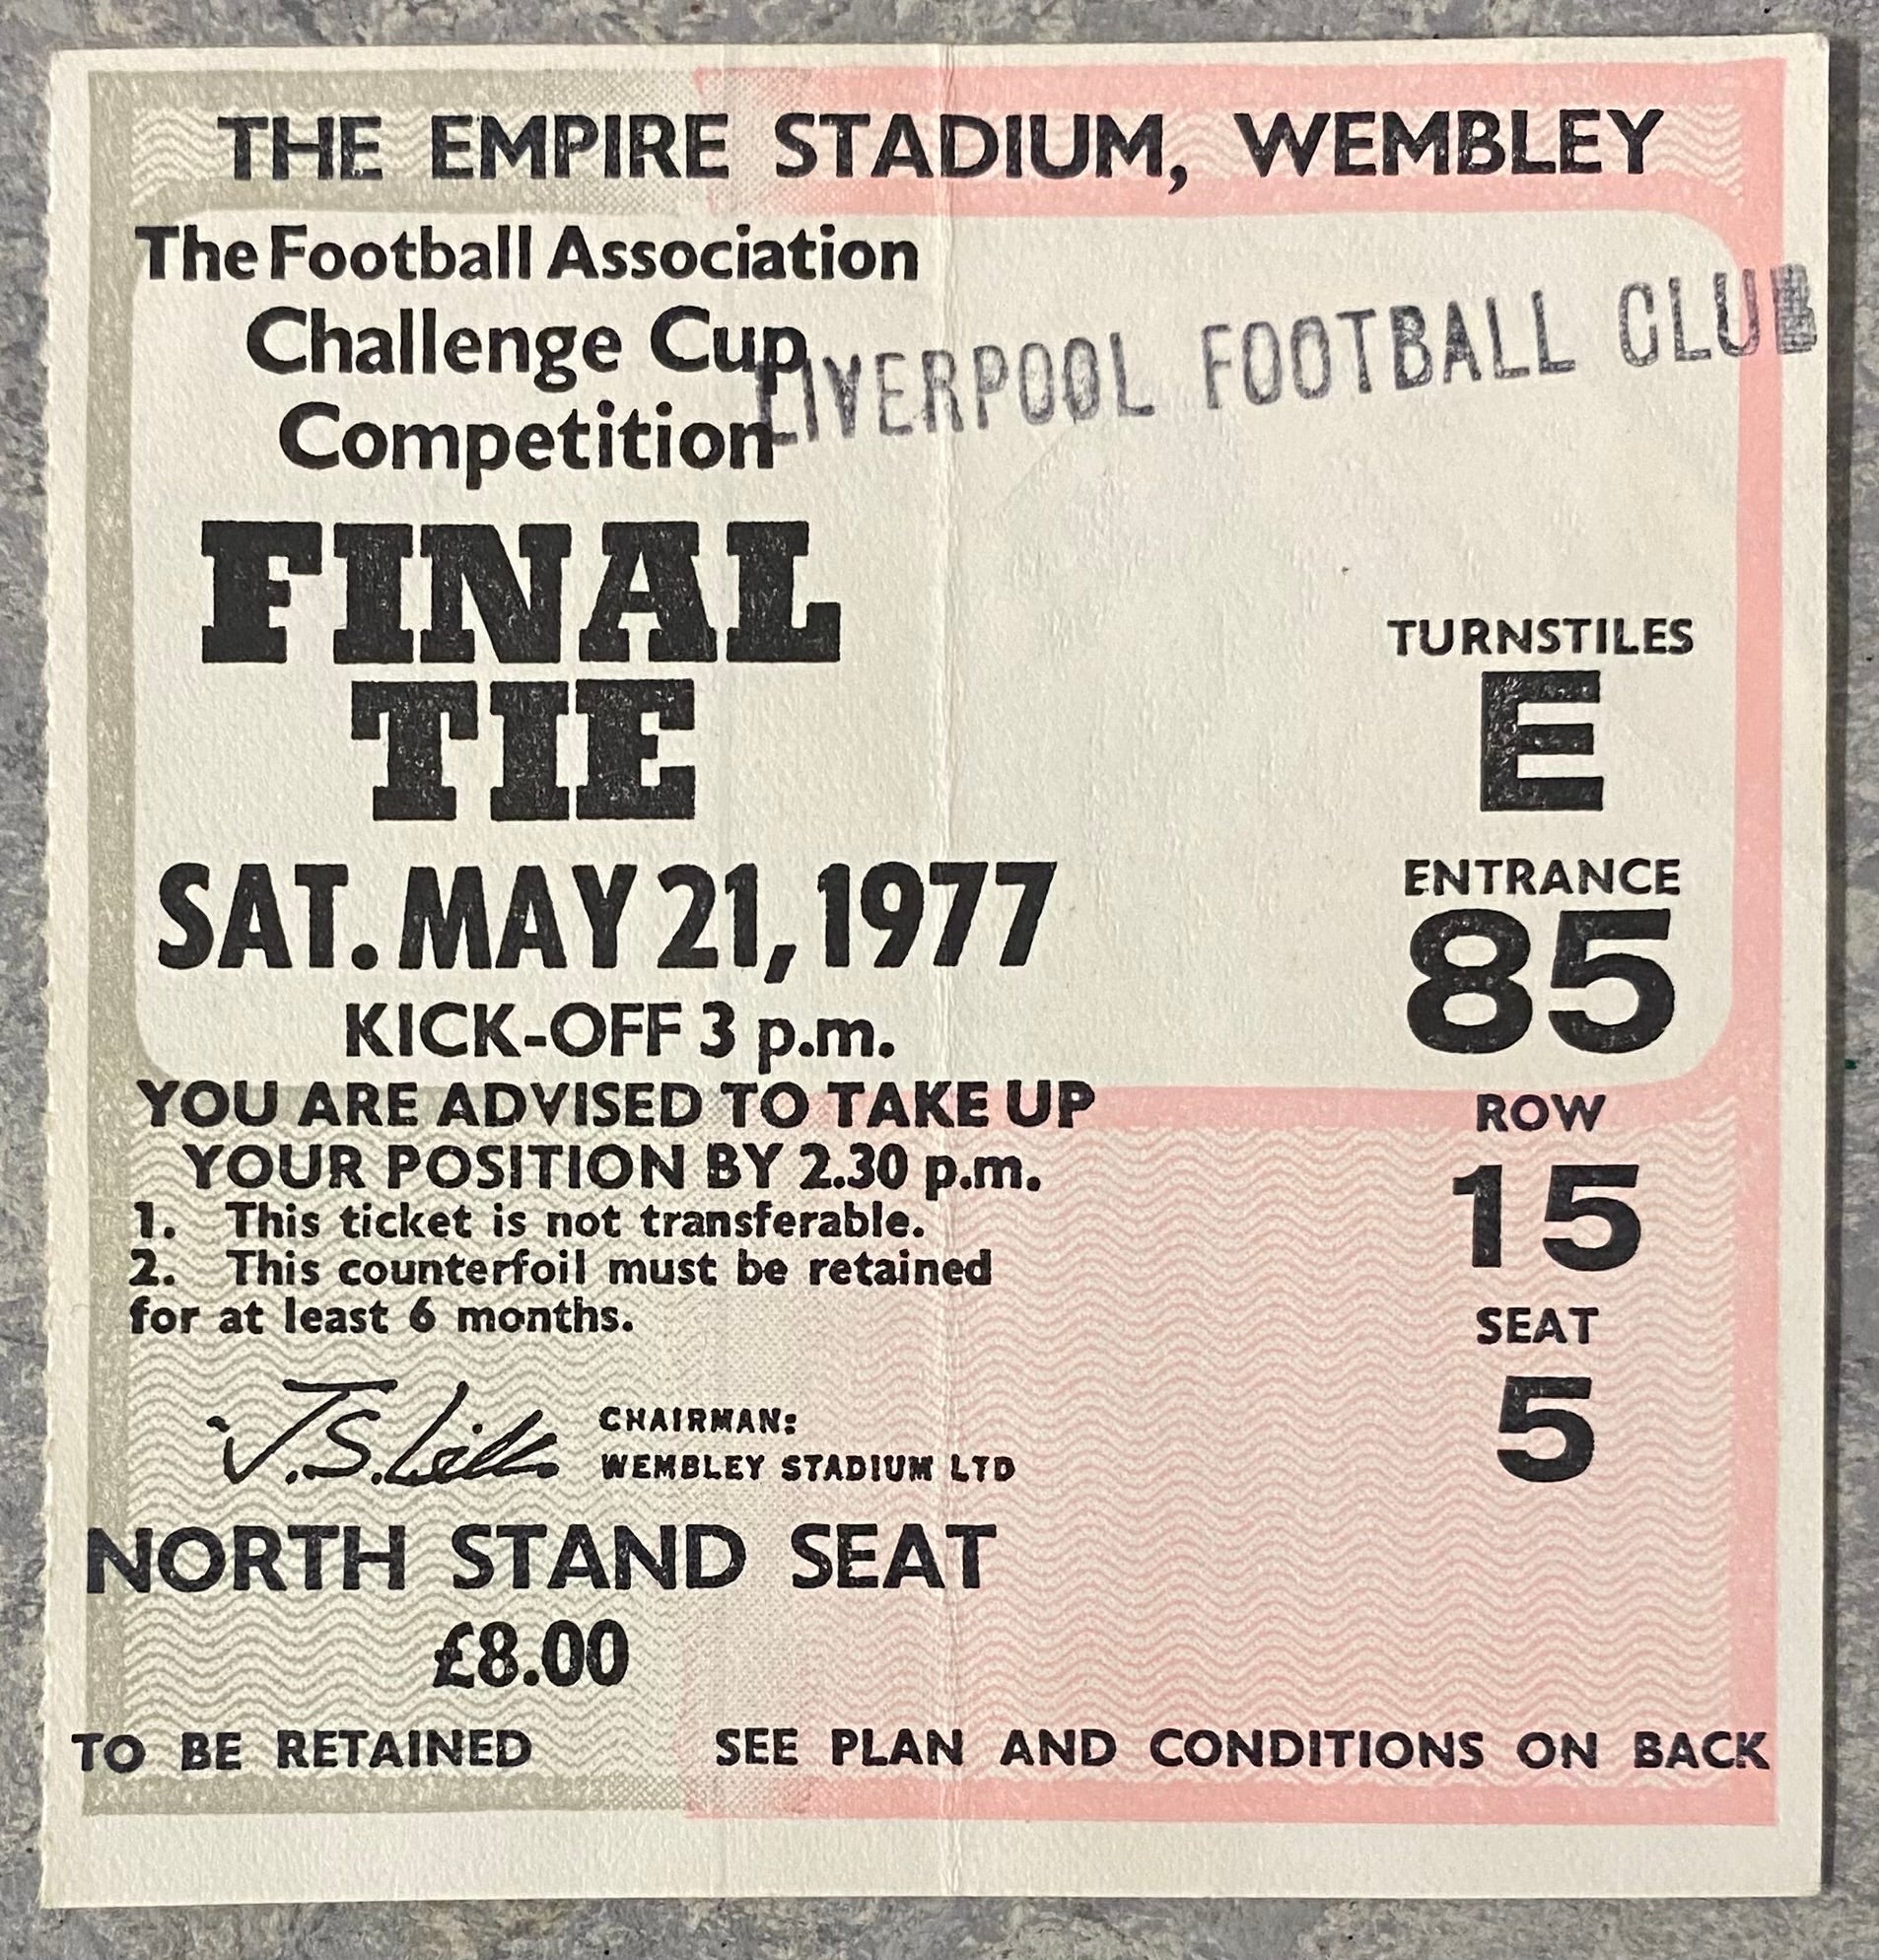 THE EMPIRE STADIUM, WEMBLEY
The Football Association
Challenge Cup
Competition
LIVERPOOL FOOTBALL CLUB
FINAL
TIE
SAT. MAY 21, 1977
KICK-OFF 3 p.m.
YOU ARE ADVISED TO TAKE UP
YOUR POSITION BY 2.30 p.m.
1. This ticket is not transferable.
2. This counterfoil must be retained
for at least 6 months.
CHAIRMAN:
WEMBLEY STADIUM LTD
NORTH STAND SEAT
£8.00
TO BE RETAINED
TURNSTILES
E
ENTRANCE
85
ROW
15
SEAT
5
SEE PLAN AND CONDITIONS ON BACK